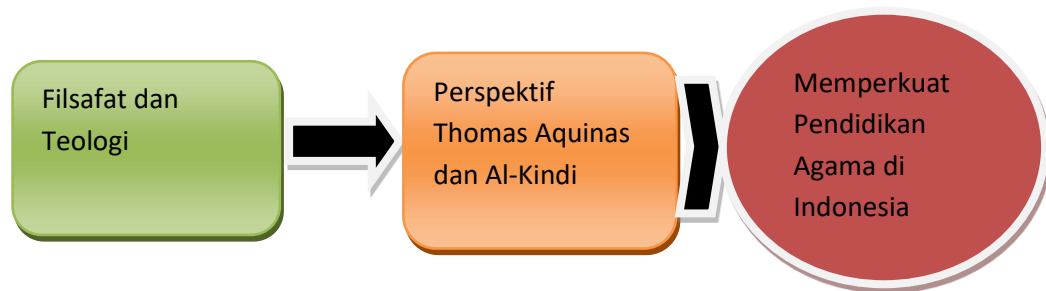 Filsafat dan
Teologi
Perspektif
Thomas Aquinas
dan Al-Kindi
Memperkuat
Pendidikan
Agama di
Indonesia